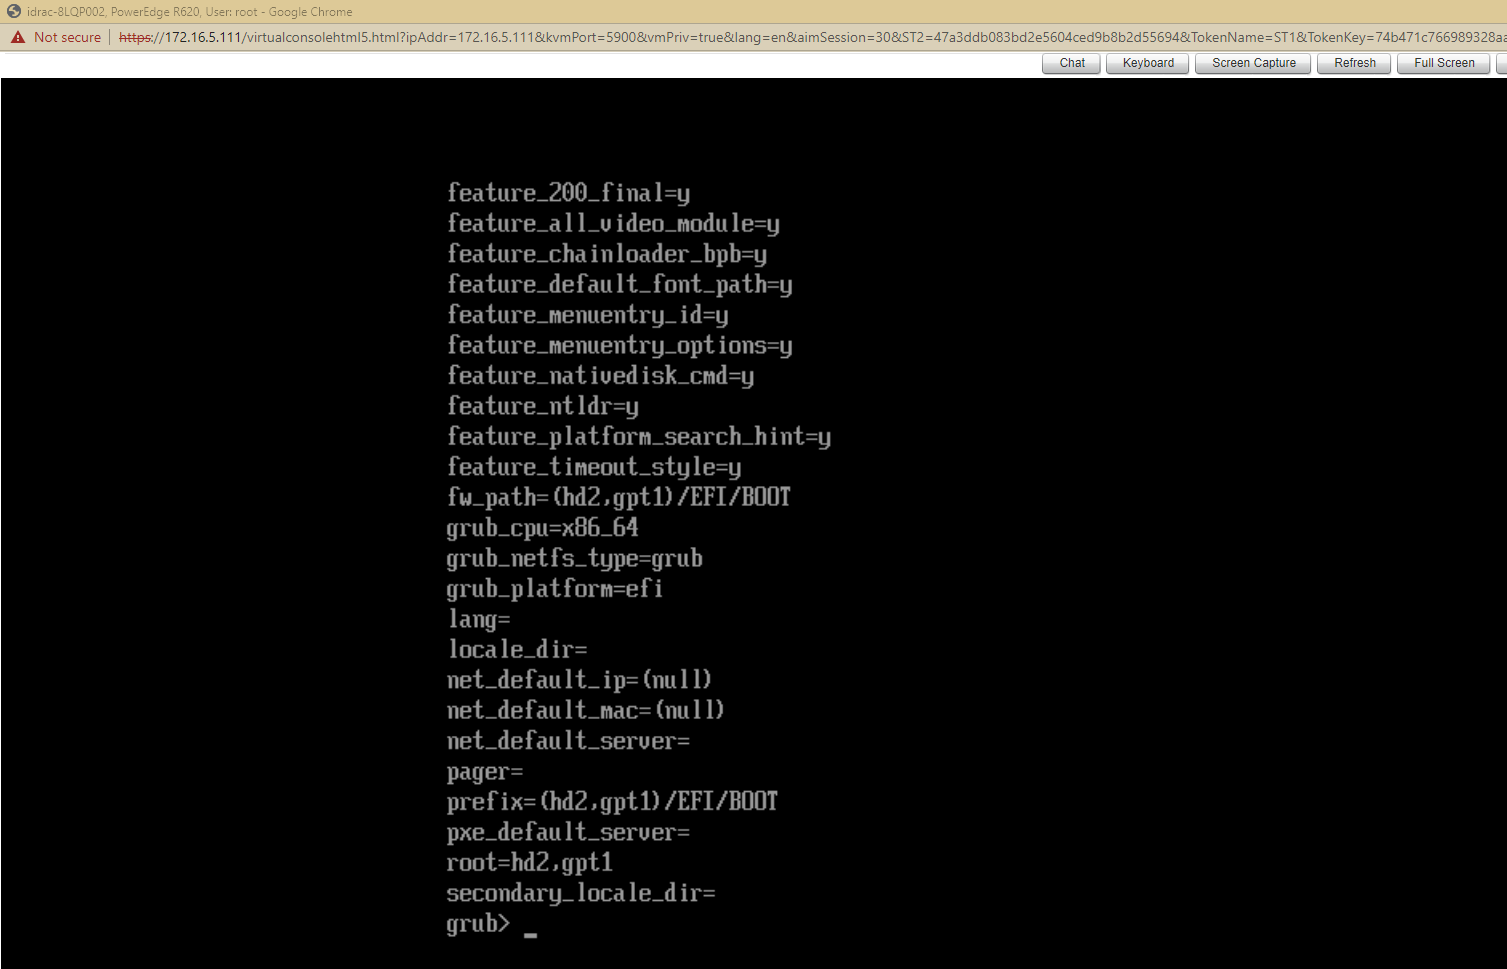 idrac-8LQP002, PowerEdge R620, User: root - Google Chrome
Not secure | https://172.16.5.111/virtualconsolehtml5.html?ipAddr=172.16.5.111&kvmPort=5900&vmPriv=true&lang=en&aimSession=30&ST2=47a3ddb083bd2e5604ced9b8b2d55694&TokenName=ST1&TokenKey=74b471c766989328aa
Chat Keyboard Screen Capture Refresh Full Screen
feature_200_final=y
feature_all_video_module=y
feature_chainloader_bpb=y
feature_default_font_path=y
feature_menuentry_id=y
feature_menuentry_options=y
feature_nativedisk_cmd=y
feature_ntldr=y
feature_platform_search_hint=y
feature_timeout_style=y
fw_path=(hd2,gpt1)/EFI/BOOT
grub_cpu=x86_64
grub_netfs_type=grub
grub_platform=efi
lang=
locale_dir=
net_default_ip=(null)
net_default_mac=(null)
net_default_server=
pager=
prefix=(hd2,gpt1)/EFI/BOOT
pxe_default_server=
root=hd2,gpt1
secondary_locale_dir=
grub> _